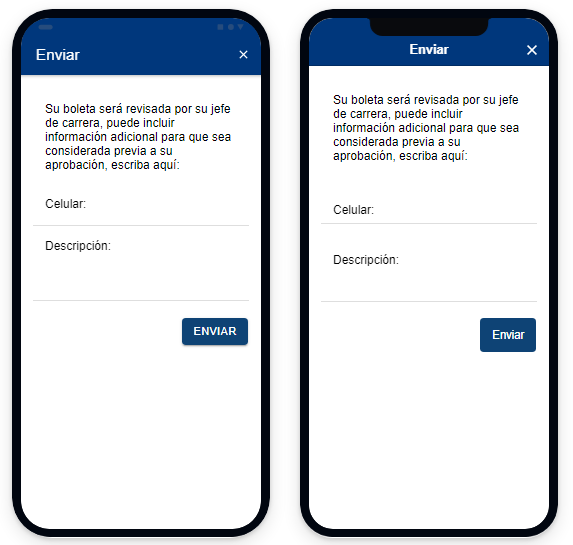 Enviar
Su boleta será revisada por su jefe
de carrera, puede incluir
información adicional para que sea
considerada previa a su
aprobación, escriba aquí:
Celular:
Descripción:
ENVIAR
Enviar
Su boleta será revisada por su jefe
de carrera, puede incluir
información adicional para que sea
considerada previa a su
aprobación, escriba aquí:
Celular:
Descripción:
Enviar